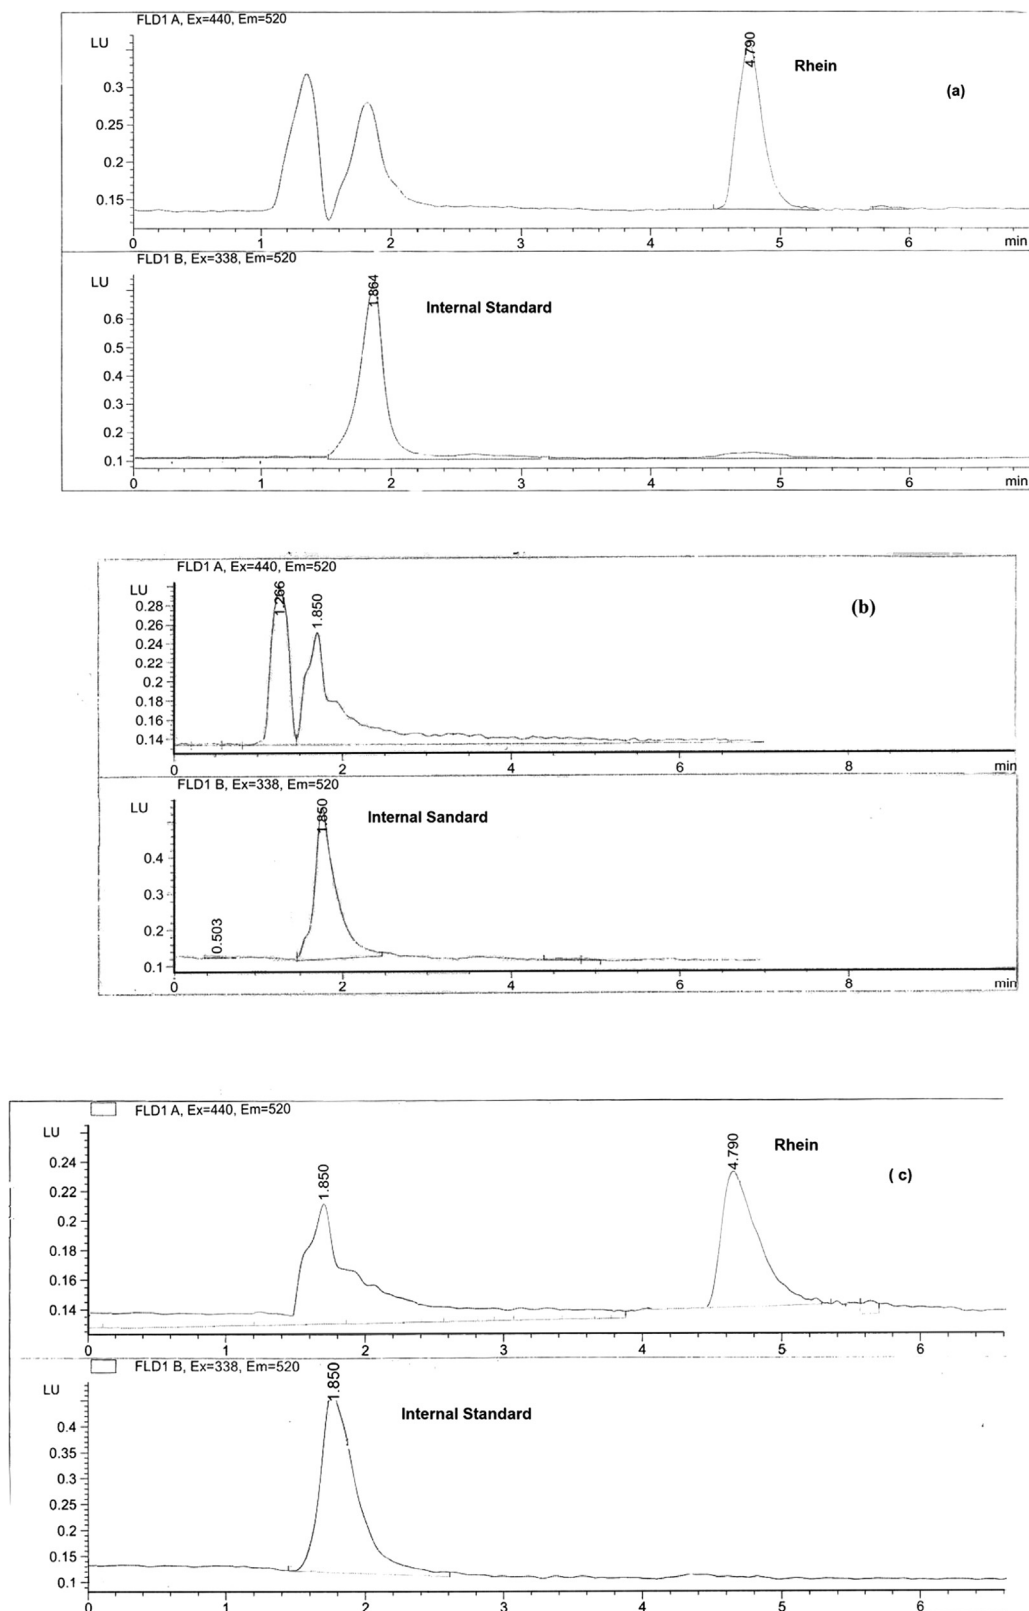 FLD1 A, Ex=440, Em=520
LU
4.790
Rhein
(a)
0.3
0.25
0.2
0.15
0 1 2 3 4 5 6 min
FLD1 B, Ex=338, Em=520
LU
1.864
Internal Standard
0.6
0.5
0.4
0.3
0.2
0.1
0 1 2 3 4 5 6 min
FLD1 A, Ex=440, Em=520
LU
1.266
1.850
(b)
0.28
0.26
0.24
0.22
0.2
0.18
0.16
0.14
0 2 4 6 8 min
FLD1 B, Ex=338, Em=520
LU
1.850
Internal Sandard
0.4
0.3
0.2
0.1
0.503
0 2 4 6 8 min
FLD1 A, Ex=440, Em=520
LU
1.850
4.790
Rhein
( c)
0.24
0.22
0.2
0.18
0.16
0.14
0 1 2 3 4 5 6
FLD1 B, Ex=338, Em=520
LU
1.850
Internal Standard
0.4
0.35
0.3
0.25
0.2
0.15
0.1
0 1 2 3 4 5 6